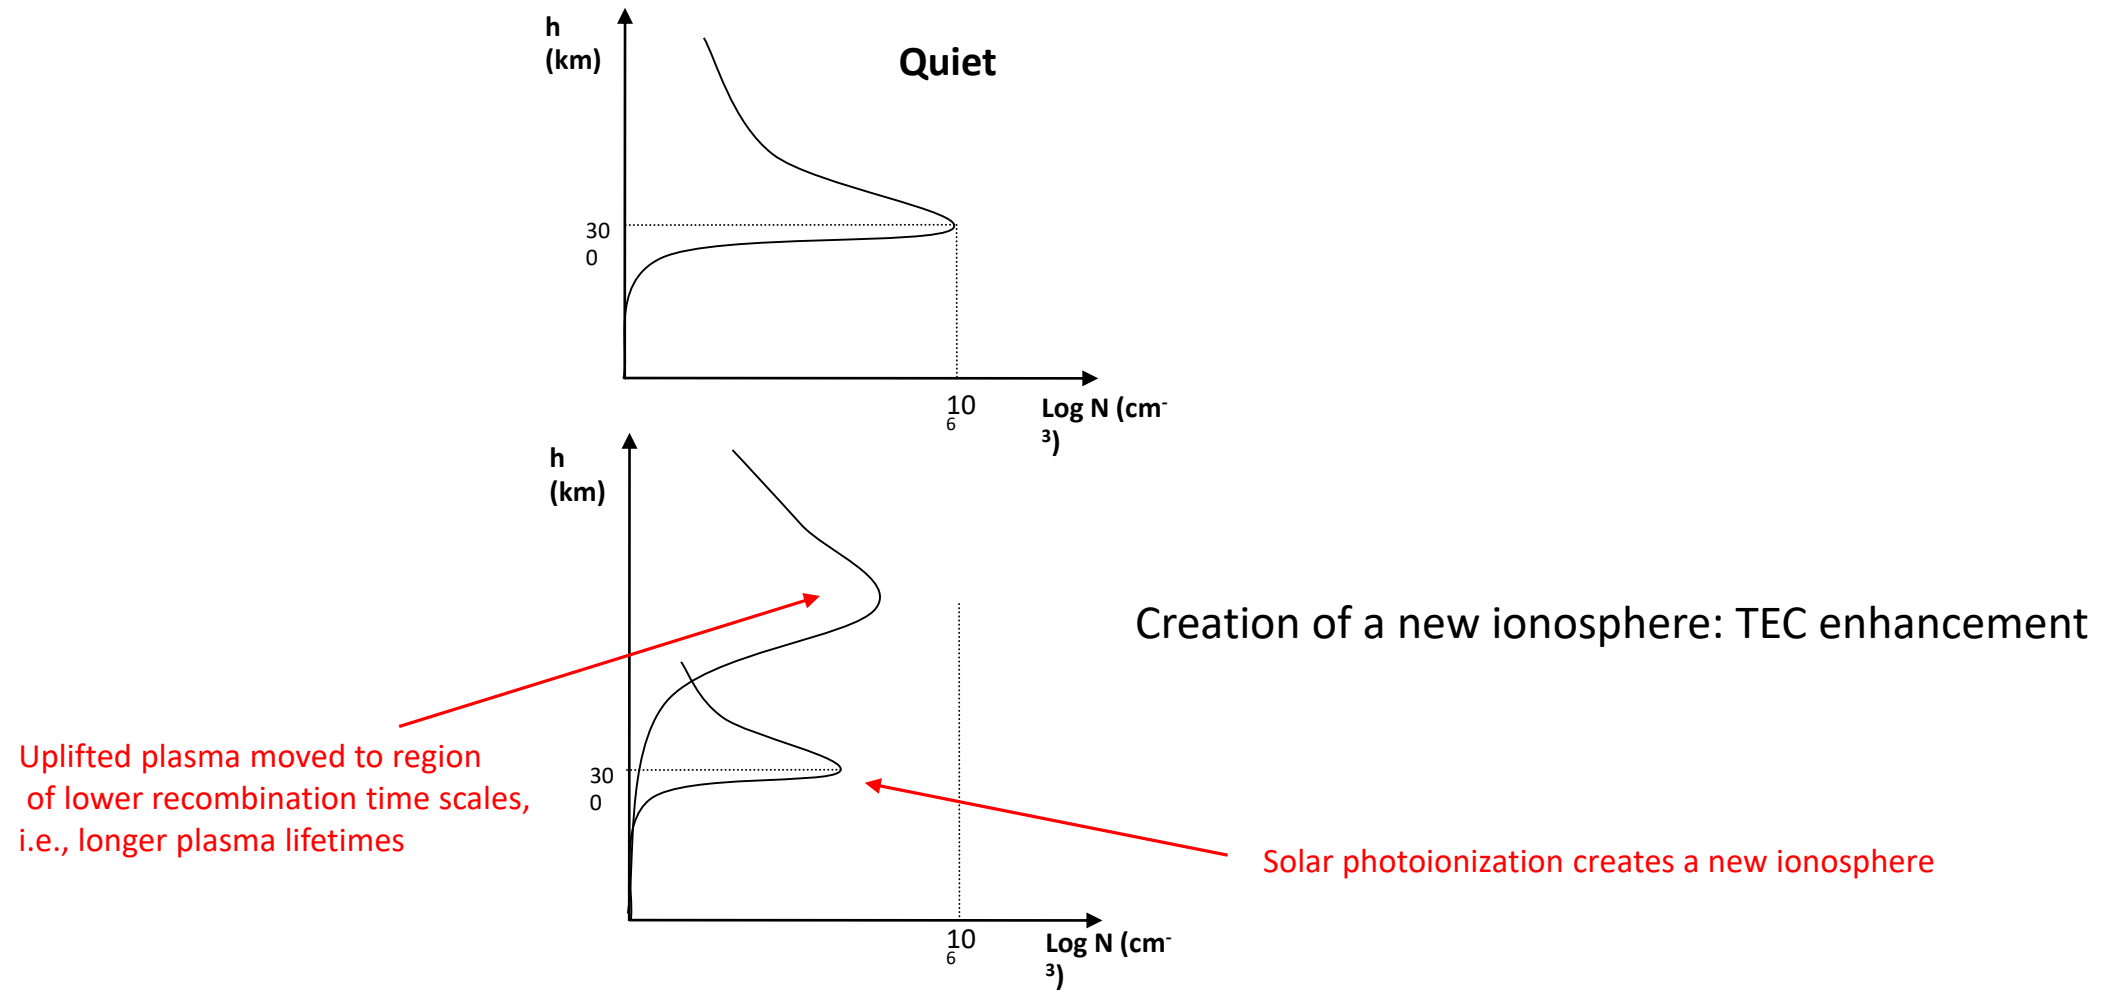 h
(km)
Quiet
30
0
10
6
Log N (cm-
3)
h
(km)
Creation of a new ionosphere: TEC enhancement
Uplifted plasma moved to region
of lower recombination time scales,
i.e., longer plasma lifetimes
30
0
Solar photoionization creates a new ionosphere
10
6
Log N (cm-
3)